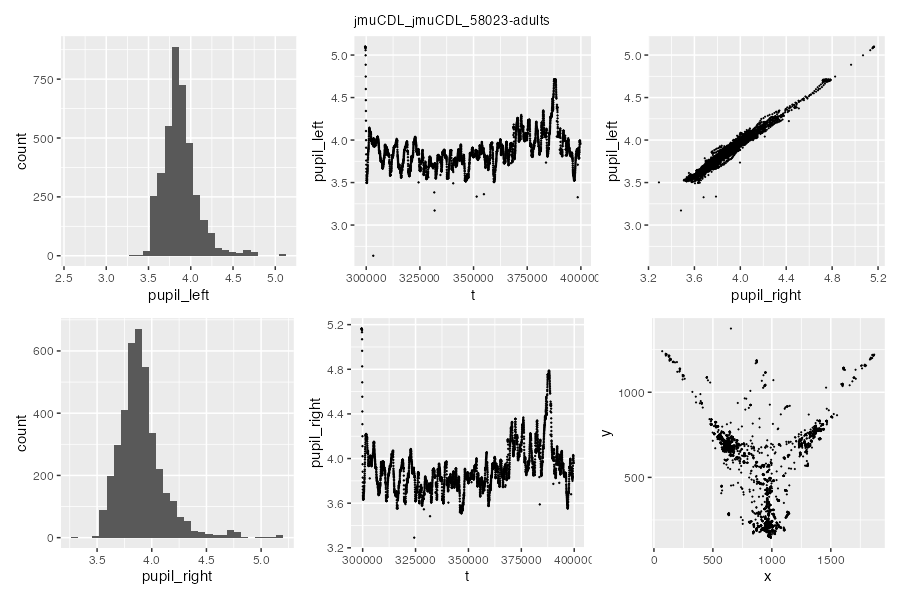 jmuCDL_jmuCDL_58023-adults
count
750
500
250
0
2.5 3.0 3.5 4.0 4.5 5.0
pupil_left
pupil_left
5.0
4.5
4.0
3.5
3.0
300000 325000 350000 375000 400000
t
pupil_left
5.0
4.5
4.0
3.5
3.0
3.2 3.6 4.0 4.4 4.8 5.2
pupil_right
count
600
400
200
0
3.5 4.0 4.5 5.0
pupil_right
pupil_right
5.2
4.8
4.4
4.0
3.6
3.2
300000 325000 350000 375000 400000
t
y
1000
500
0 500 1000 1500
x